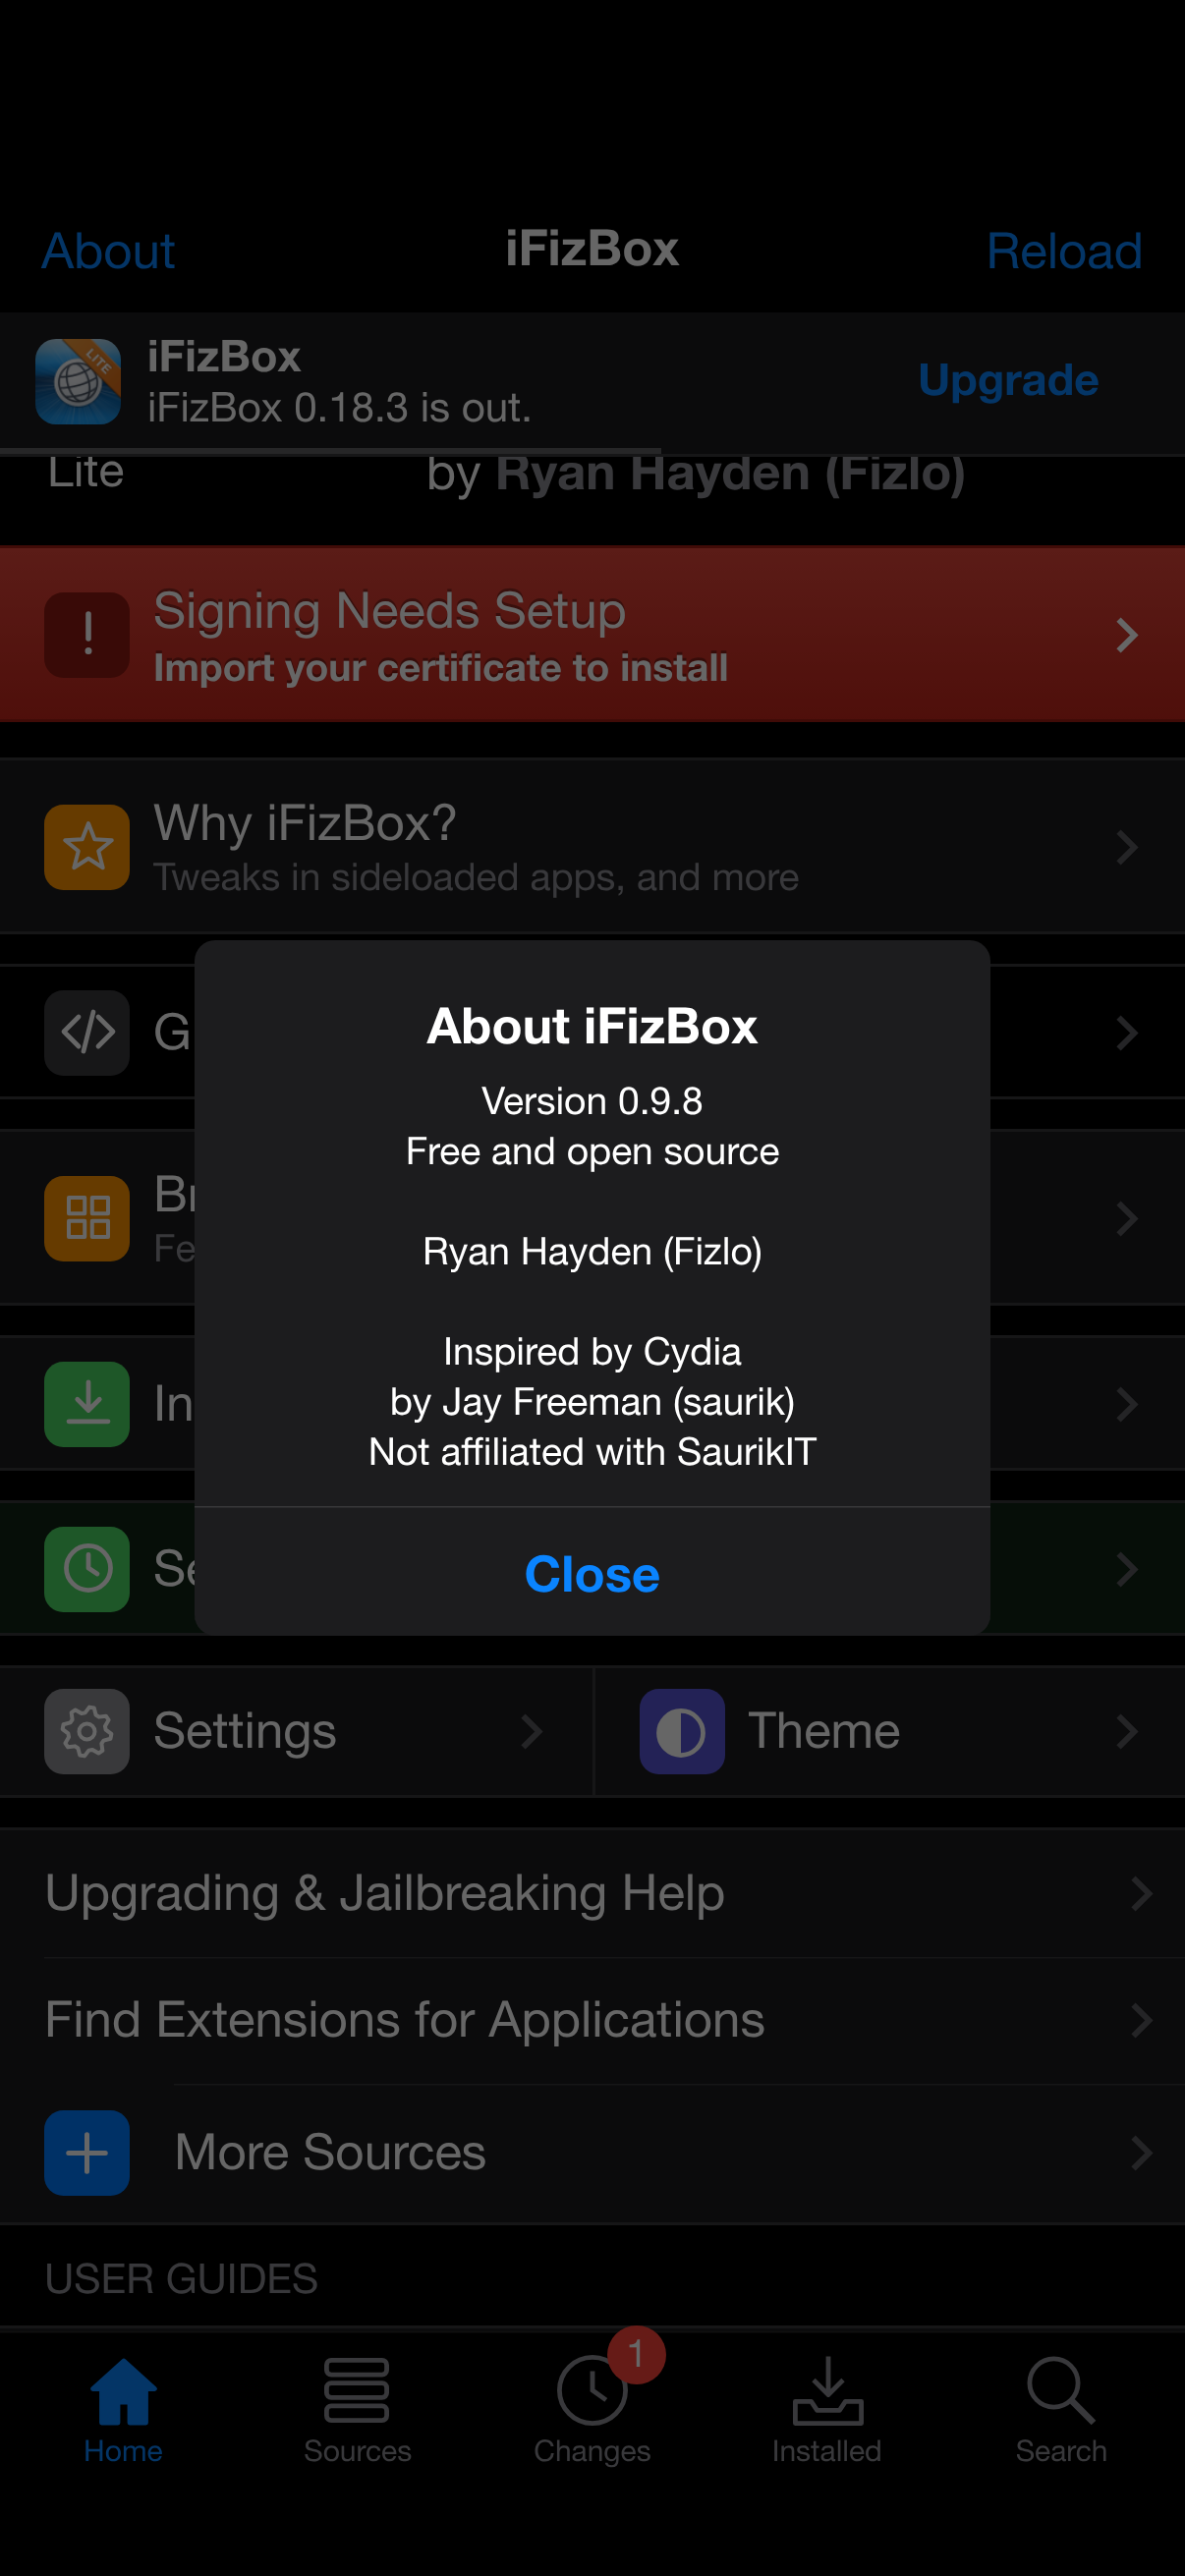 About
iFizBox
Reload
LITE
iFizBox
iFizBox 0.18.3 is out.
Upgrade
Lite
by Ryan Hayden (Fizlo)
Signing Needs Setup
Import your certificate to install
Why iFizBox?
Tweaks in sideloaded apps, and more
About iFizBox
Version 0.9.8
Free and open source
Ryan Hayden (Fizlo)
Inspired by Cydia
by Jay Freeman (saurik)
Not affiliated with SaurikIT
Close
Settings
Theme
Upgrading & Jailbreaking Help
Find Extensions for Applications
More Sources
USER GUIDES
1
Home
Sources
Changes
Installed
Search